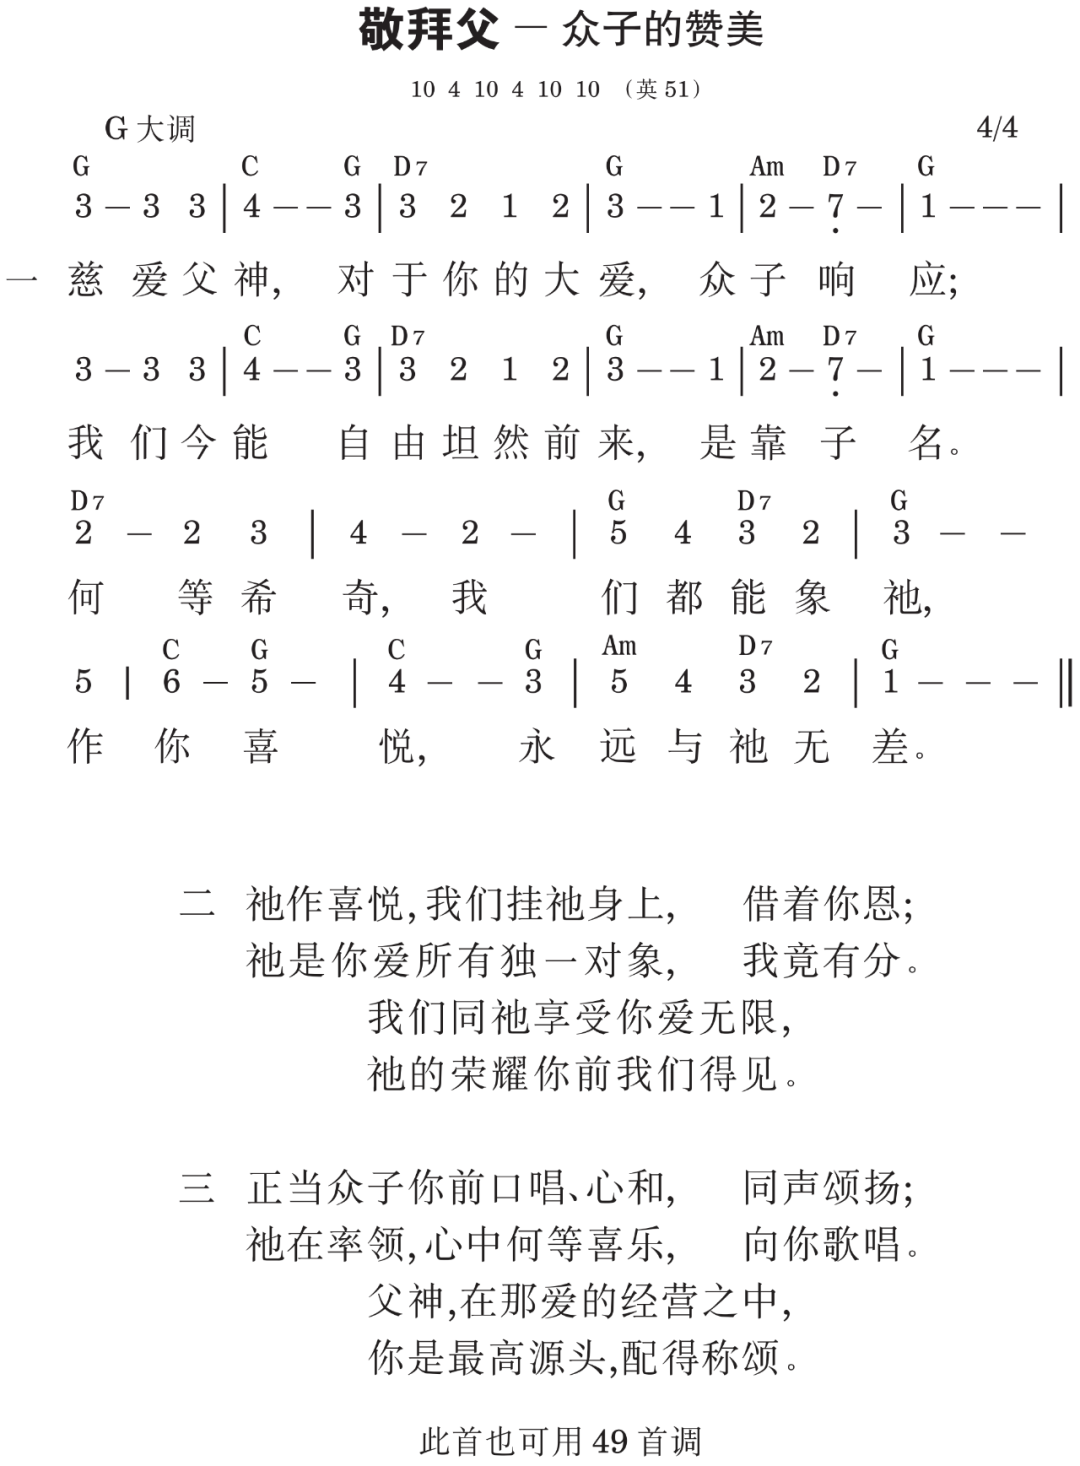 敬拜父 — 众子的赞美
10 4 10 4 10 10 （英 51）
G 大调 4/4
G C G D7 G Am D7 G
3 – 3 3 | 4 – – 3 | 3 2 1 2 | 3 – – 1 | 2 – 7̣ – | 1 – – – |
一 慈爱父神, 对于你的大爱, 众子响应;
C G D7 G Am D7 G
3 – 3 3 | 4 – – 3 | 3 2 1 2 | 3 – – 1 | 2 – 7̣ – | 1 – – – |
我们今能 自由坦然前来, 是靠子名。
D7 G D7 G
2 – 2 3 | 4 – 2 – | 5 4 3 2 | 3 – –
何等希奇, 我们都能象祂,
C G C G Am D7 G
5 | 6 – 5 – | 4 – – 3 | 5 4 3 2 | 1 – – – ‖
作你喜悦, 永远与祂无差。
二 祂作喜悦, 我们挂祂身上, 借着你恩;
祂是你爱所有独一对象, 我竟有分。
我们同祂享受你爱无限,
祂的荣耀你前我们得见。
三 正当众子你前口唱、心和, 同声颂扬;
祂在率领, 心中何等喜乐, 向你歌唱。
父神,在那爱的经营之中,
你是最高源头,配得称颂。
此首也可用 49 首调